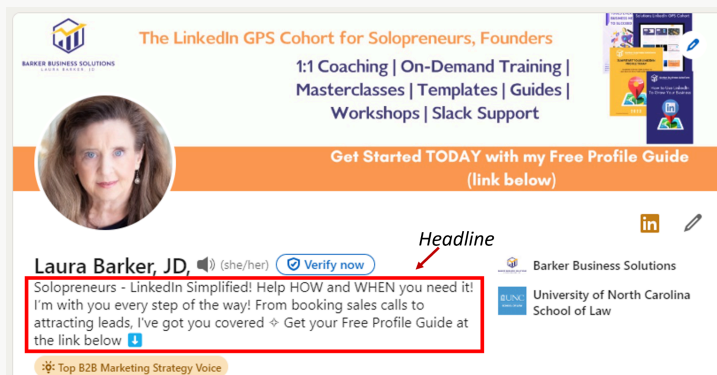 The LinkedIn GPS Cohort for Solopreneurs, Founders
BARKER BUSINESS SOLUTIONS
LAURA BARKER, JD
1:1 Coaching | On-Demand Training |
Masterclasses | Templates | Guides |
Workshops | Slack Support
Get Started TODAY with my Free Profile Guide
(link below)
in
Headline
Laura Barker, JD, (she/her) Verify now
Solopreneurs - LinkedIn Simplified! Help HOW and WHEN you need it!
I'm with you every step of the way! From booking sales calls to
attracting leads, I've got you covered ✧ Get your Free Profile Guide at
the link below ⬇
Top B2B Marketing Strategy Voice
Barker Business Solutions
UNC
University of North Carolina
School of Law